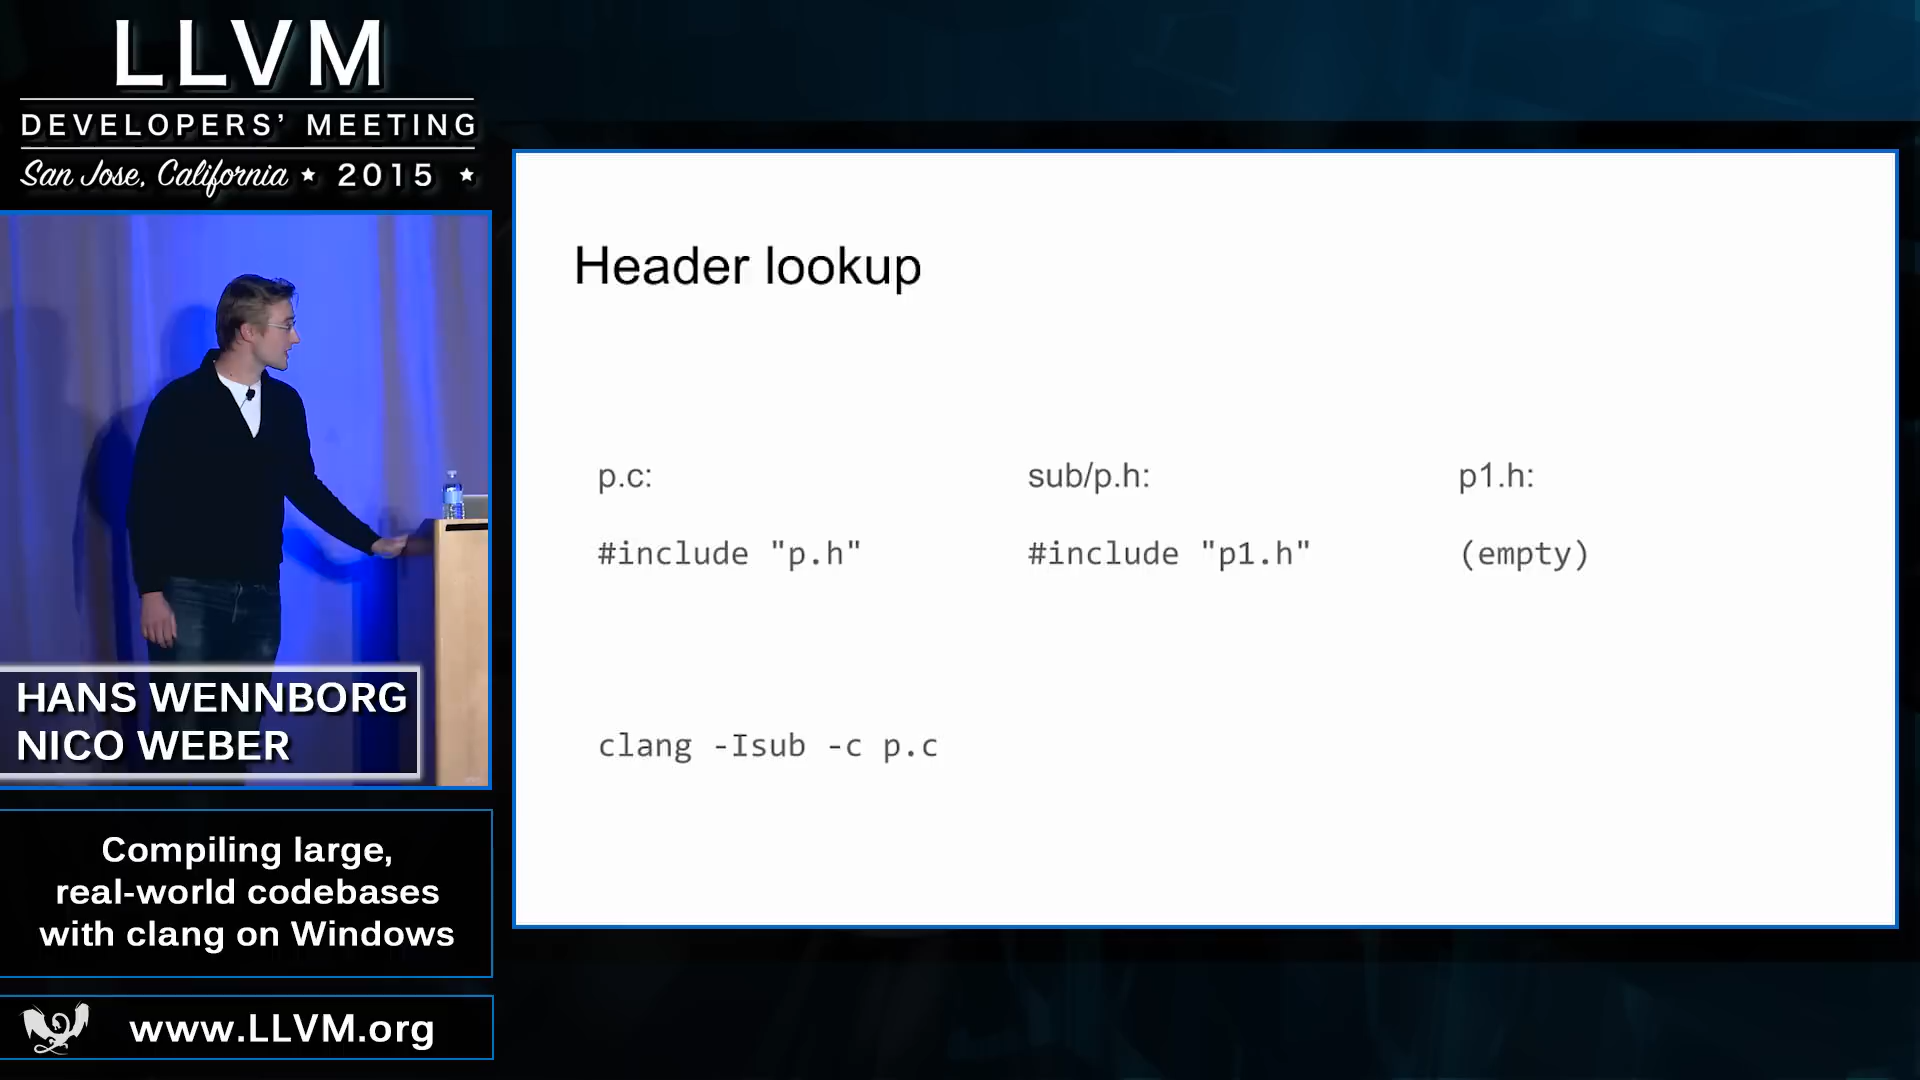 LLVM
DEVELOPERS' MEETING
San Jose, California ★ 2015 ★
HANS WENNBORG
NICO WEBER
Compiling large,
real-world codebases
with clang on Windows
www.LLVM.org
Header lookup
p.c:
#include "p.h"
sub/p.h:
#include "p1.h"
p1.h:
(empty)
clang -Isub -c p.c